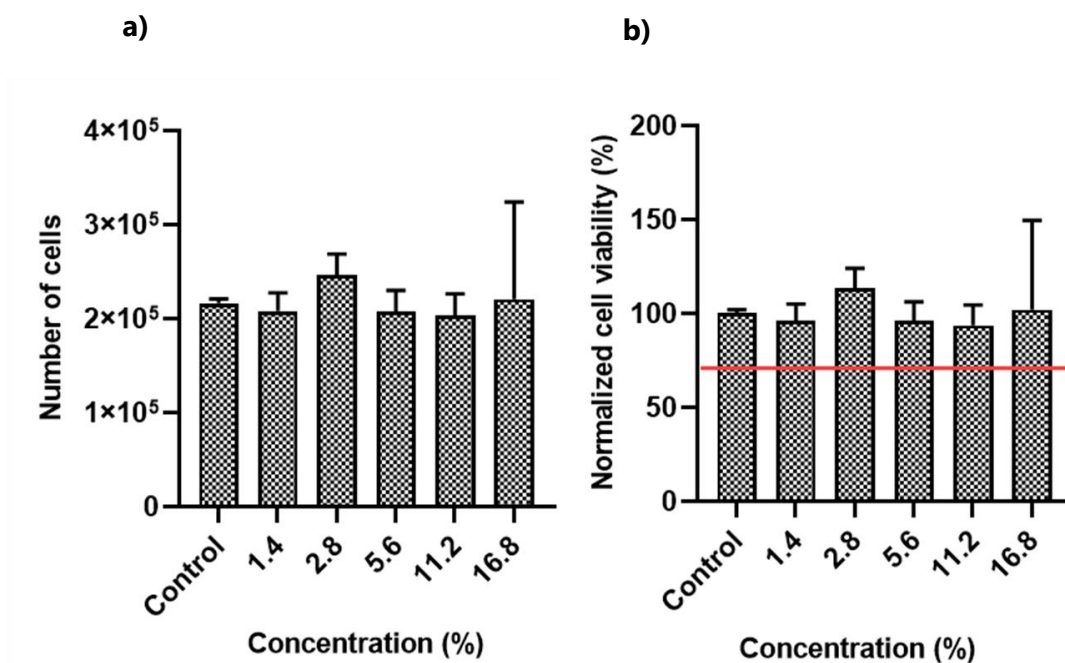 a)
Number of cells
4×10⁵
3×10⁵
2×10⁵
1×10⁵
0
Control
1.4
2.8
5.6
11.2
16.8
Concentration (%)
b)
Normalized cell viability (%)
200
150
100
50
0
Control
1.4
2.8
5.6
11.2
16.8
Concentration (%)